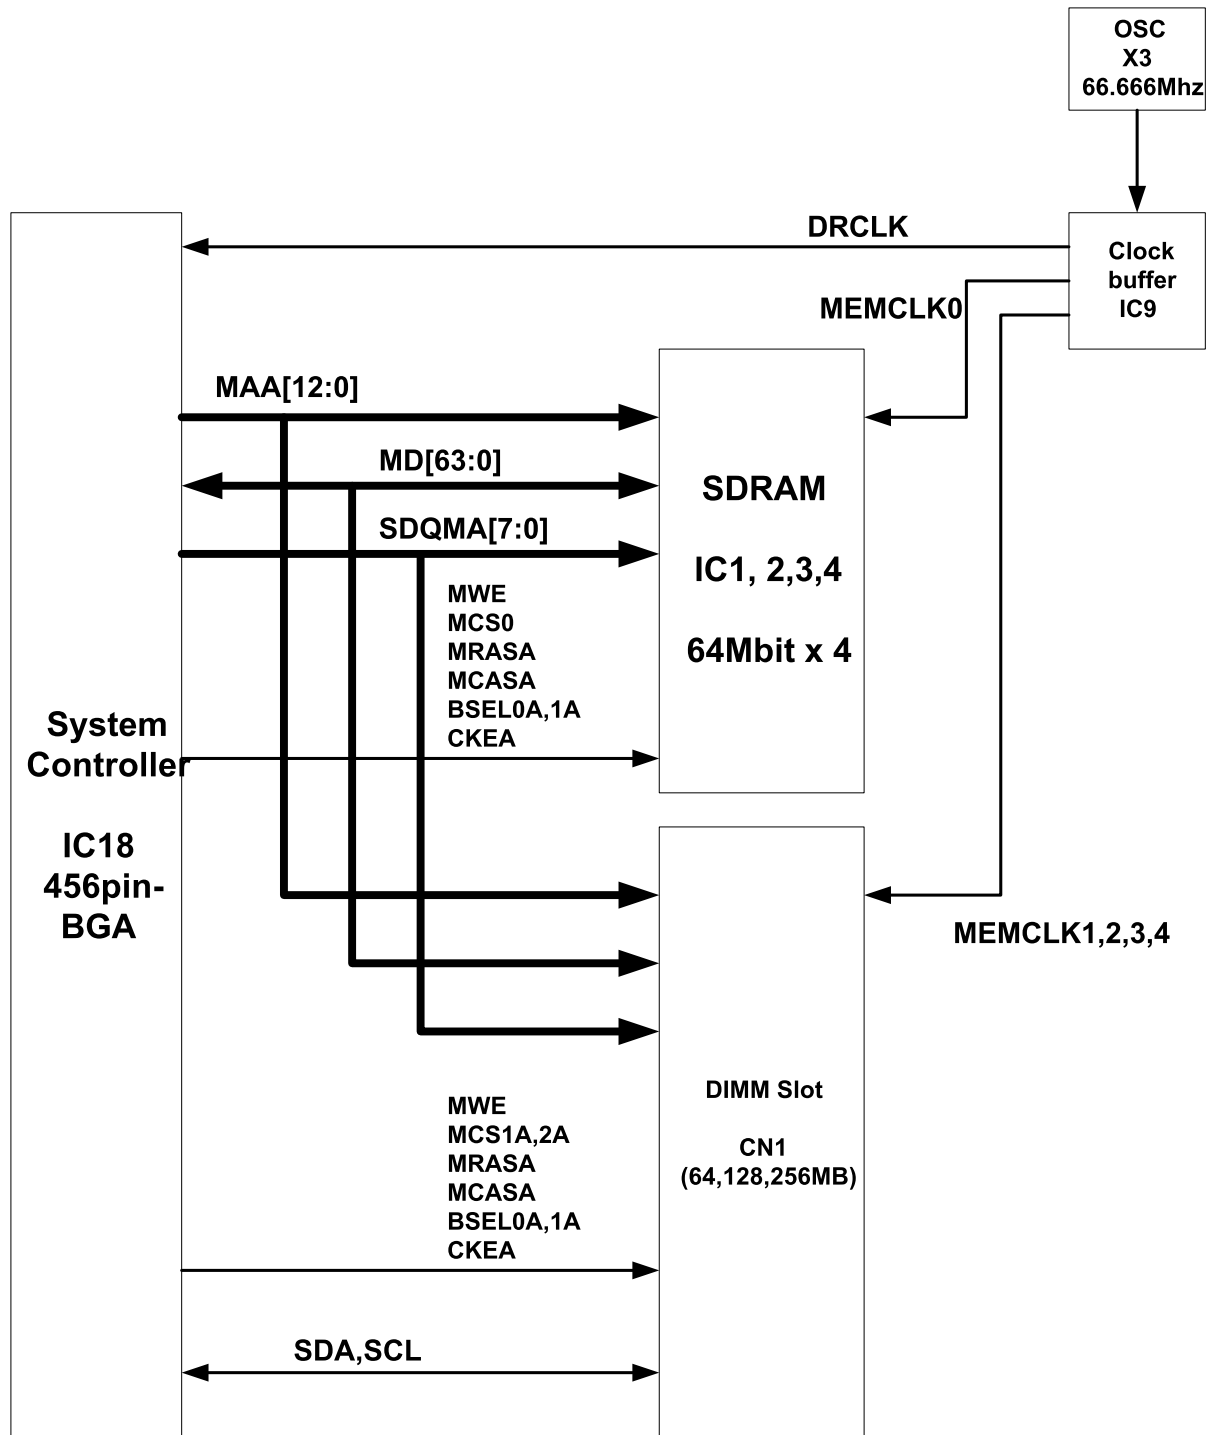 OSC
X3
66.666Mhz
DRCLK
Clock
buffer
IC9
MEMCLK0
MAA[12:0]
MD[63:0]
SDQMA[7:0]
SDRAM
IC1, 2,3,4
64Mbit x 4
MWE
MCS0
MRASA
MCASA
BSEL0A,1A
CKEA
System
Controller
IC18
456pin-
BGA
MEMCLK1,2,3,4
DIMM Slot
CN1
(64,128,256MB)
MWE
MCS1A,2A
MRASA
MCASA
BSEL0A,1A
CKEA
SDA,SCL